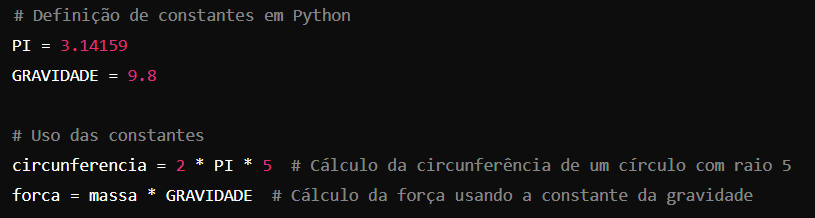 # Definição de constantes em Python
PI = 3.14159
GRAVIDADE = 9.8
# Uso das constantes
circunferencia = 2 * PI * 5  # Cálculo da circunferência de um círculo com raio 5
forca = massa * GRAVIDADE  # Cálculo da força usando a constante da gravidade